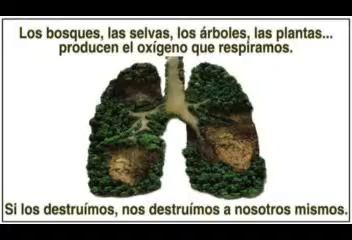 Los bosques, las selvas, los árboles, las plantas...
producen el oxígeno que respiramos.
Si los destruímos, nos destruímos a nosotros mismos.